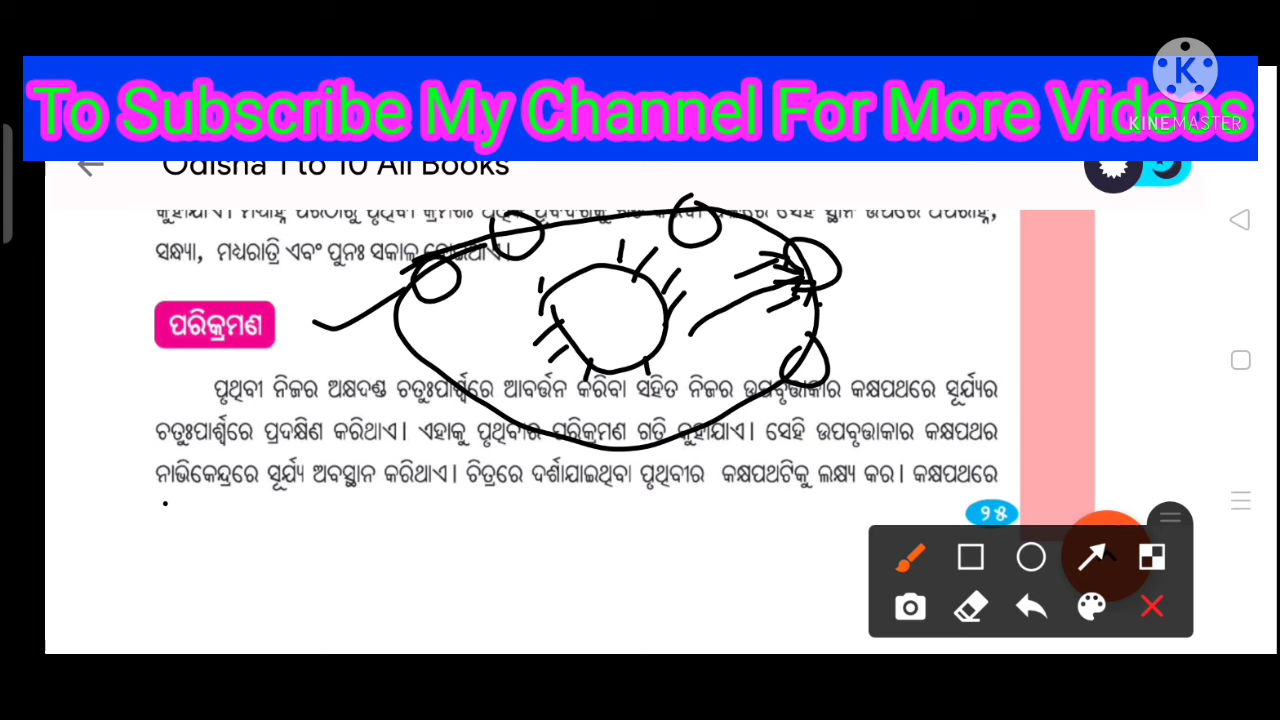 To Subscribe My Channel For More Videos
KINEMASTER
Odisha 1 to 10 All Books
ସନ୍ଧ୍ୟା, ମଧ୍ୟରାତ୍ରି ଏବଂ ପୁନଃ ସକାଳ ହୋଇଥାଏ।
ପରିକ୍ରମଣ
ପୃଥିବୀ ନିଜର ଅକ୍ଷଦଣ୍ଡ ଚତୁଃପାର୍ଶ୍ୱରେ ଆବର୍ତ୍ତନ କରିବା ସହିତ ନିଜର ଉପବୃତ୍ତାକାର କକ୍ଷପଥରେ ସୂର୍ଯ୍ୟର
ଚତୁଃପାର୍ଶ୍ୱରେ ପ୍ରଦକ୍ଷିଣ କରିଥାଏ। ଏହାକୁ ପୃଥିବୀର ପରିକ୍ରମଣ ଗତି କୁହାଯାଏ। ସେହି ଉପବୃତ୍ତାକାର କକ୍ଷପଥର
ନାଭିକେନ୍ଦ୍ରରେ ସୂର୍ଯ୍ୟ ଅବସ୍ଥାନ କରିଥାଏ। ଚିତ୍ରରେ ଦର୍ଶାଯାଇଥିବା ପୃଥିବୀର କକ୍ଷପଥଟିକୁ ଲକ୍ଷ୍ୟ କର। କକ୍ଷପଥରେ
୨୫